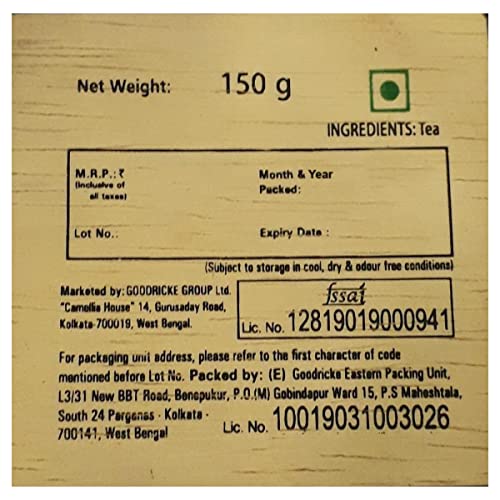 Net Weight: 150 g
INGREDIENTS: Tea
M.R.P.: ₹ Month & Year
(Inclusive of Packed:
all taxes)
Lot No.: Expiry Date :
(Subject to storage in cool, dry & odour free conditions)
Marketed by: GOODRICKE GROUP Ltd.
"Camellia House" 14, Gurusaday Road,
Kolkata-700019, West Bengal.
fssai
Lic. No. 12819019000941
For packaging unit address, please refer to the first character of code
mentioned before Lot No. Packed by: (E) Goodricke Eastern Packing Unit,
L3/31 New BBT Road, Benepukur, P.O.(M) Gobindapur Ward 15, P.S Maheshtala,
South 24 Parganas - Kolkata -
700141, West Bengal
Lic. No. 10019031003026